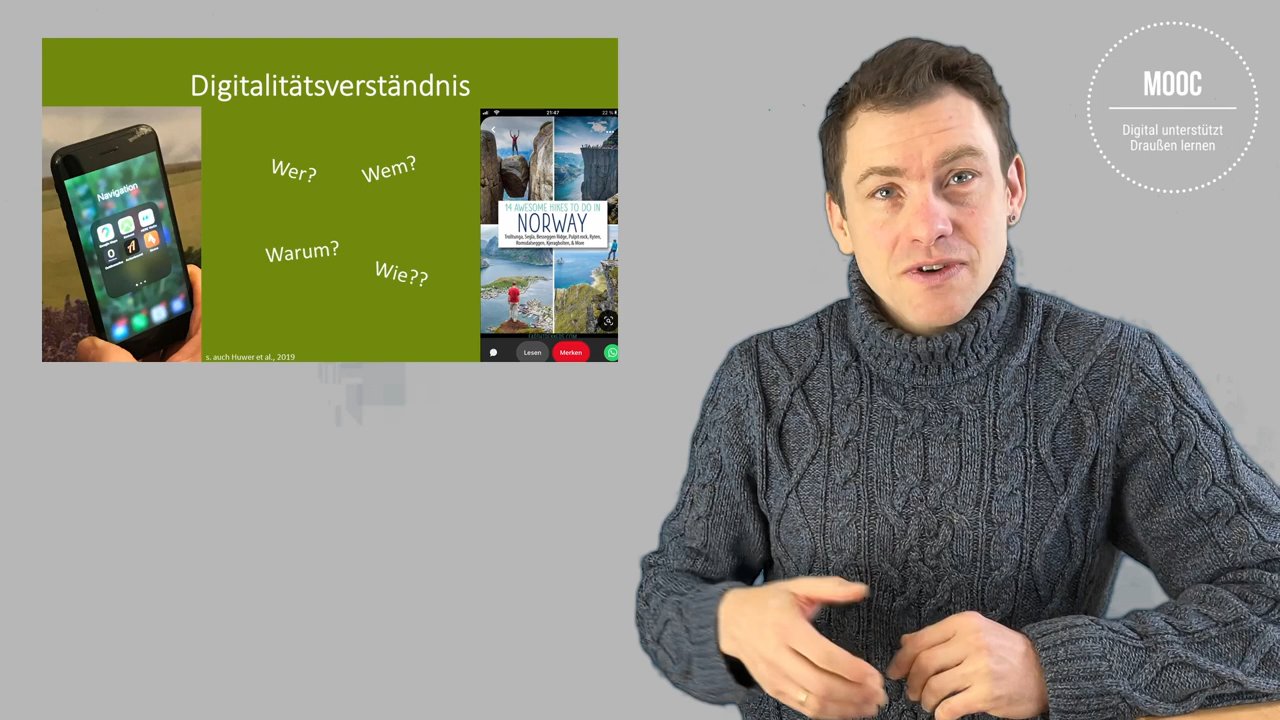 Digitalitätsverständnis
Navigation
Wer?
Wem?
Warum?
Wie??
s. auch Huwer et al., 2019
21:47
22 %
14 AWESOME HIKES TO DO IN
NORWAY
Trolltunga, Segla, Besseggen Ridge, Pulpit rock, Ryten,
Romsdalseggen, Kjeragbolten, & More
Lesen
Merken
MOOC
Digital unterstützt
Draußen lernen